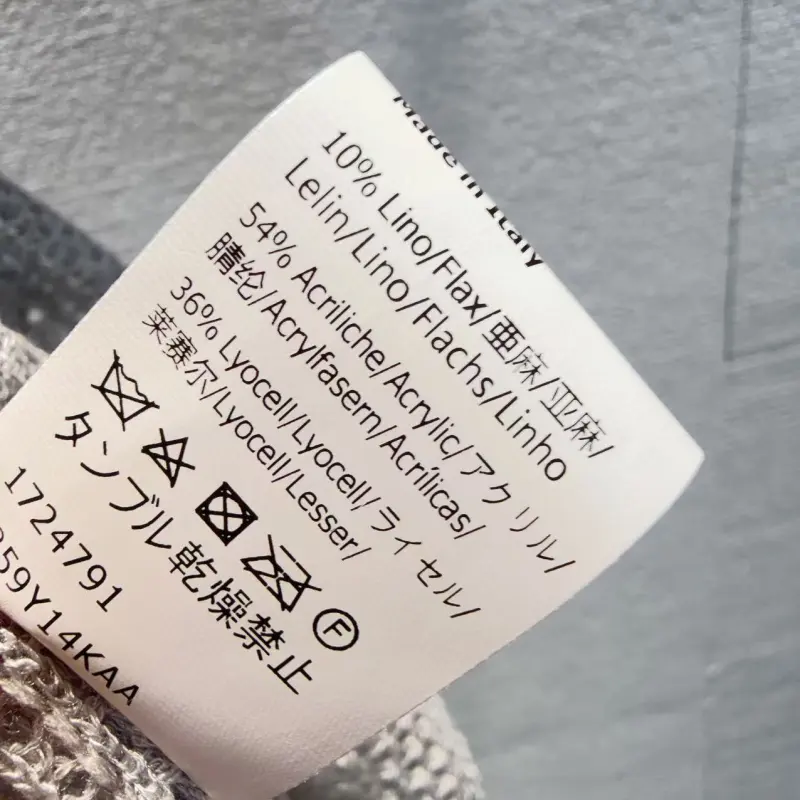 Made in Italy
10% Lino/Flax/亜麻/亚麻/
Lelin/Lino/Flachs/Linho
54% Acriliche/Acrylic/アクリル/
腈纶/Acrylfasern/Acrílicas/
36% Lyocell/Lyocell/ライセル/
莱赛尔/Lyocell/Lesser/
F
タンブル乾燥禁止
1724791
59Y14KAA